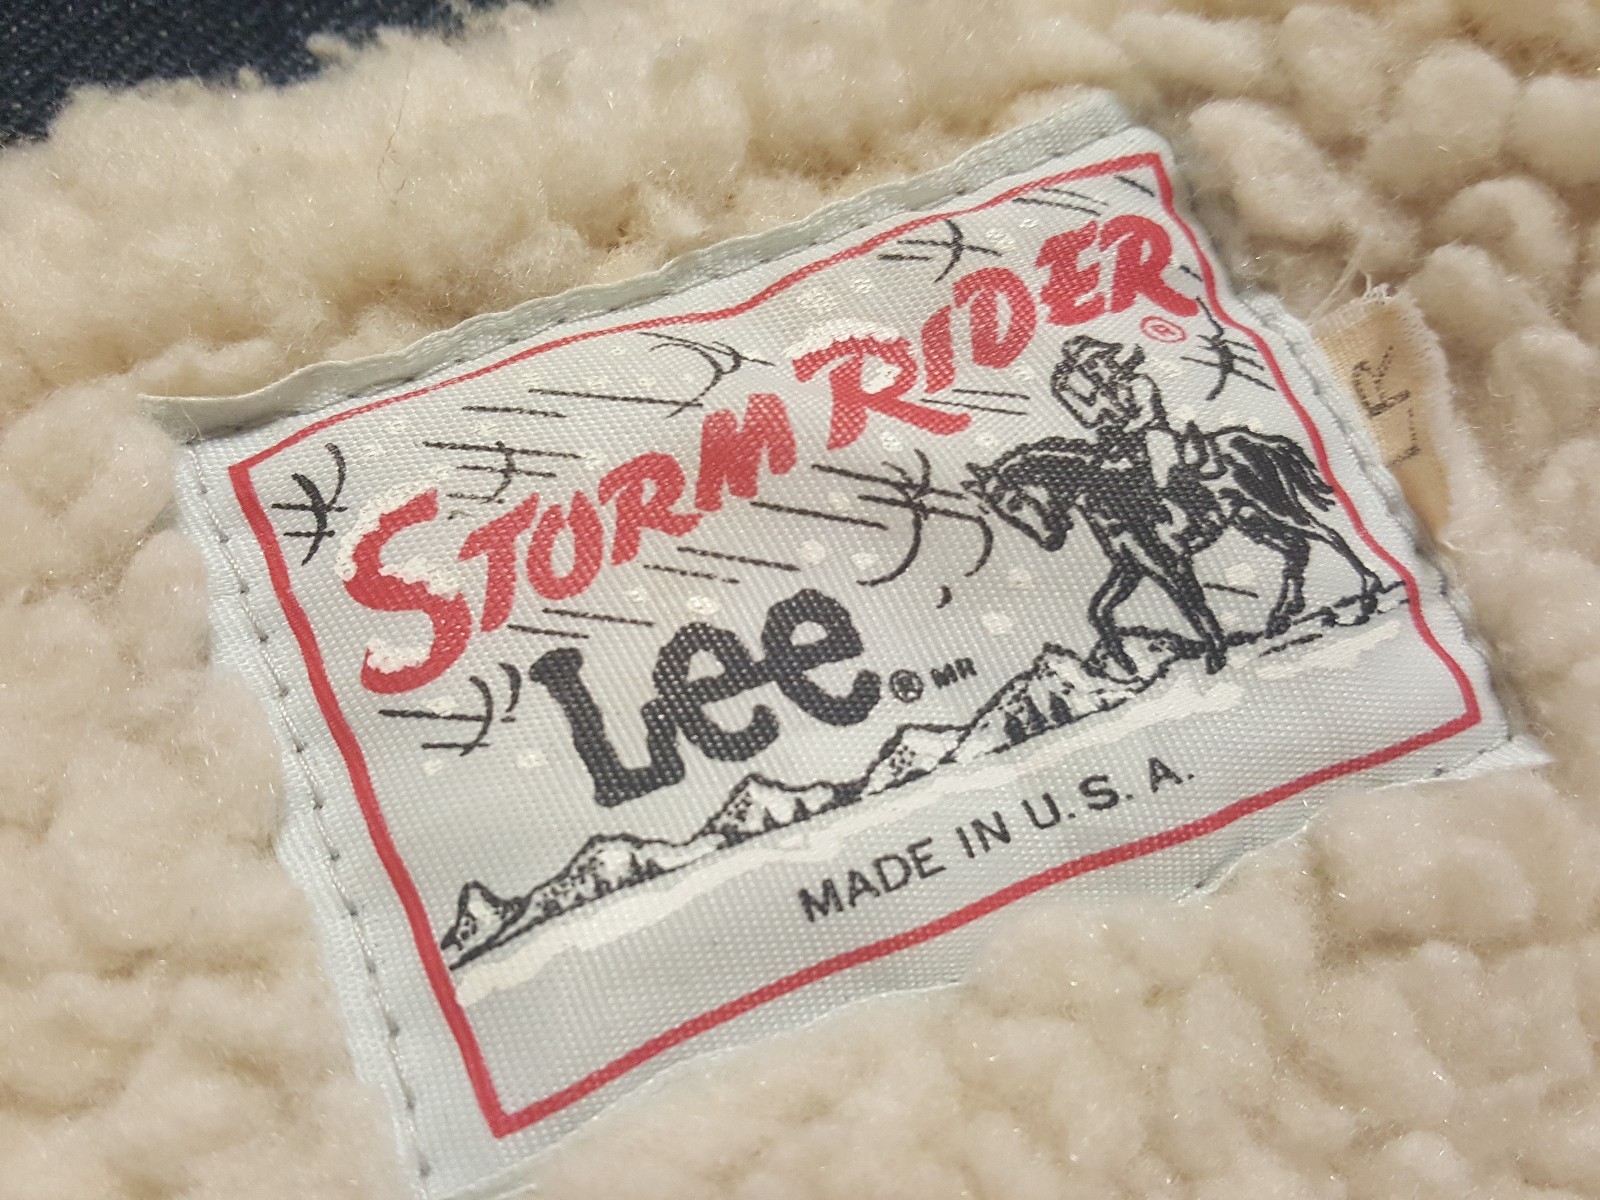 STORM RIDER ®
Lee ® MR
MADE IN U.S.A.